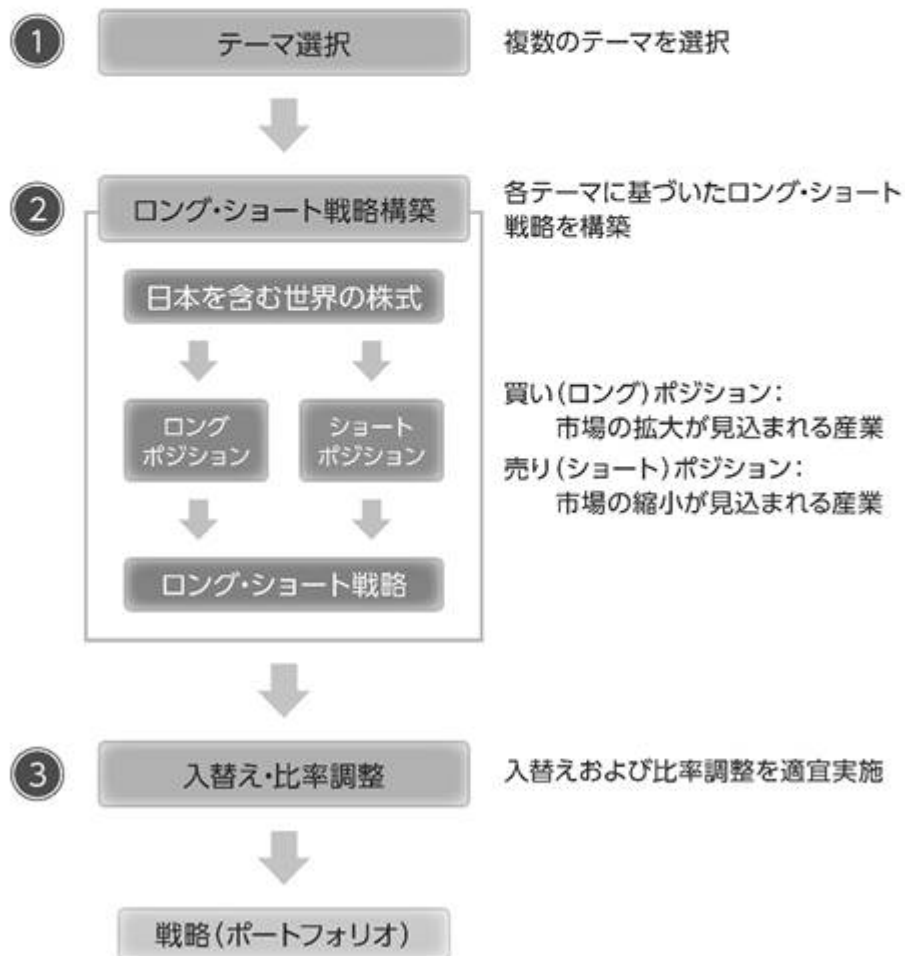 1
テーマ選択
複数のテーマを選択
2
ロング・ショート戦略構築
各テーマに基づいたロング・ショート
戦略を構築
日本を含む世界の株式
ロング
ポジション
ショート
ポジション
買い(ロング)ポジション:
市場の拡大が見込まれる産業
売り(ショート)ポジション:
市場の縮小が見込まれる産業
ロング・ショート戦略
3
入替え・比率調整
入替えおよび比率調整を適宜実施
戦略(ポートフォリオ)